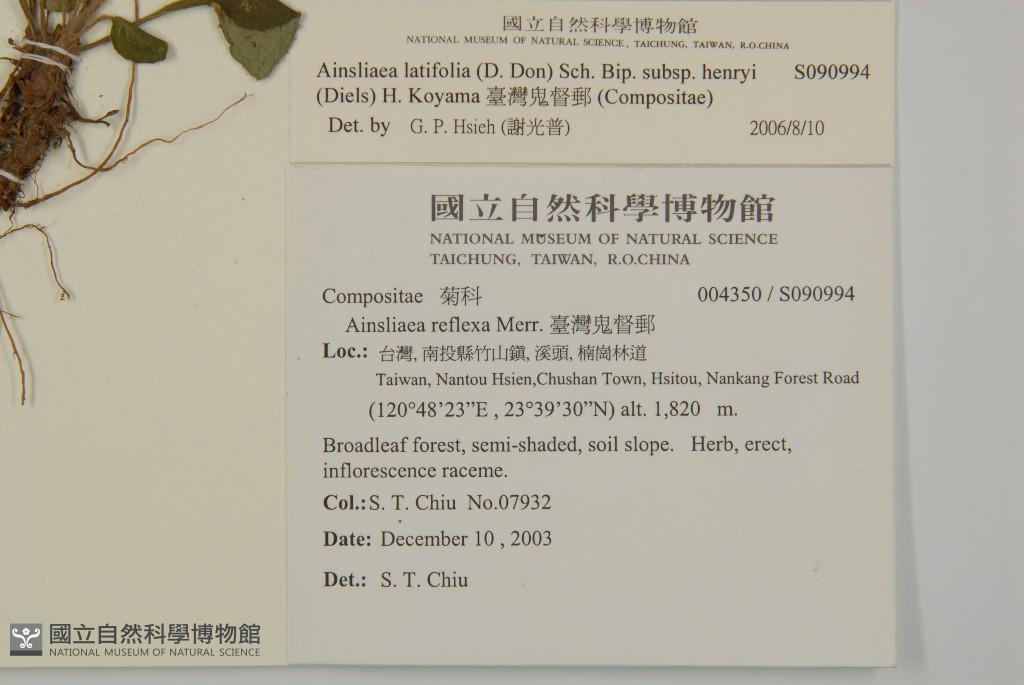 國立自然科學博物館
NATIONAL MUSEUM OF NATURAL SCIENCE, TAICHUNG, TAIWAN, R.O.CHINA
Ainsliaea latifolia (D. Don) Sch. Bip. subsp. henryi S090994
(Diels) H. Koyama 臺灣鬼督郵 (Compositae)
Det. by G. P. Hsieh (謝光普) 2006/8/10
國立自然科學博物館
NATIONAL MUSEUM OF NATURAL SCIENCE
TAICHUNG, TAIWAN, R.O.CHINA
Compositae 菊科 004350 / S090994
Ainsliaea reflexa Merr. 臺灣鬼督郵
Loc.: 台灣, 南投縣竹山鎮, 溪頭, 楠崗林道
Taiwan, Nantou Hsien,Chushan Town, Hsitou, Nankang Forest Road
(120°48’23”E , 23°39’30”N) alt. 1,820 m.
Broadleaf forest, semi-shaded, soil slope. Herb, erect,
inflorescence raceme.
Col.: S. T. Chiu No.07932
Date: December 10 , 2003
Det.: S. T. Chiu
國立自然科學博物館
NATIONAL MUSEUM OF NATURAL SCIENCE